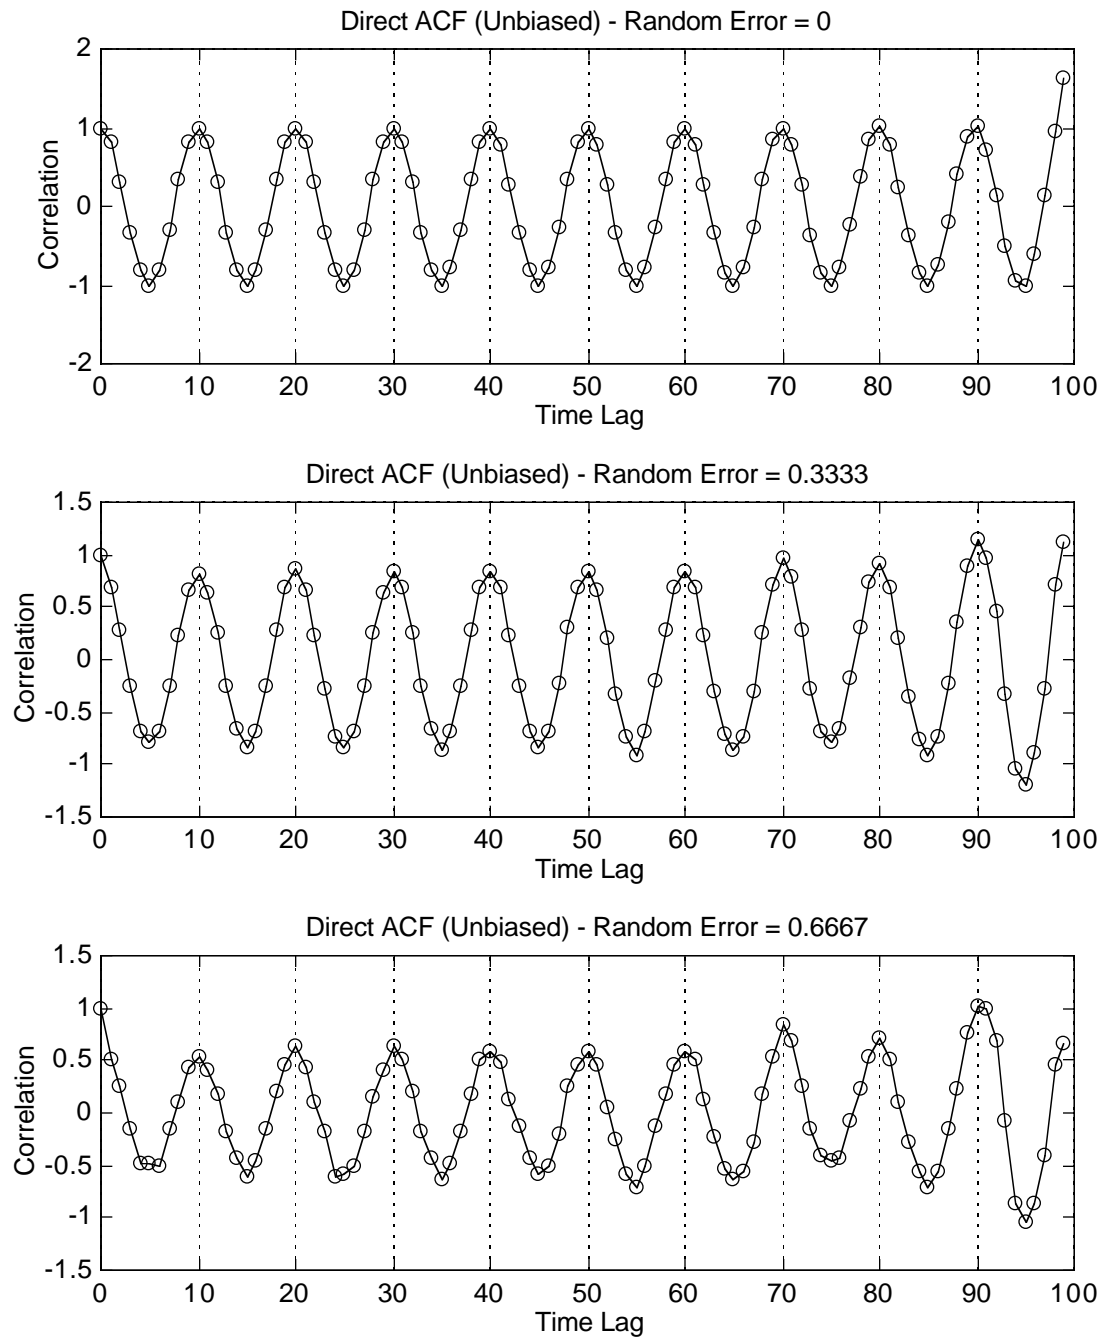 Direct ACF (Unbiased) - Random Error = 0
2
1
0
-1
-2
Correlation
0 10 20 30 40 50 60 70 80 90 100
Time Lag
Direct ACF (Unbiased) - Random Error = 0.3333
1.5
1
0.5
0
-0.5
-1
-1.5
Correlation
0 10 20 30 40 50 60 70 80 90 100
Time Lag
Direct ACF (Unbiased) - Random Error = 0.6667
1.5
1
0.5
0
-0.5
-1
-1.5
Correlation
0 10 20 30 40 50 60 70 80 90 100
Time Lag